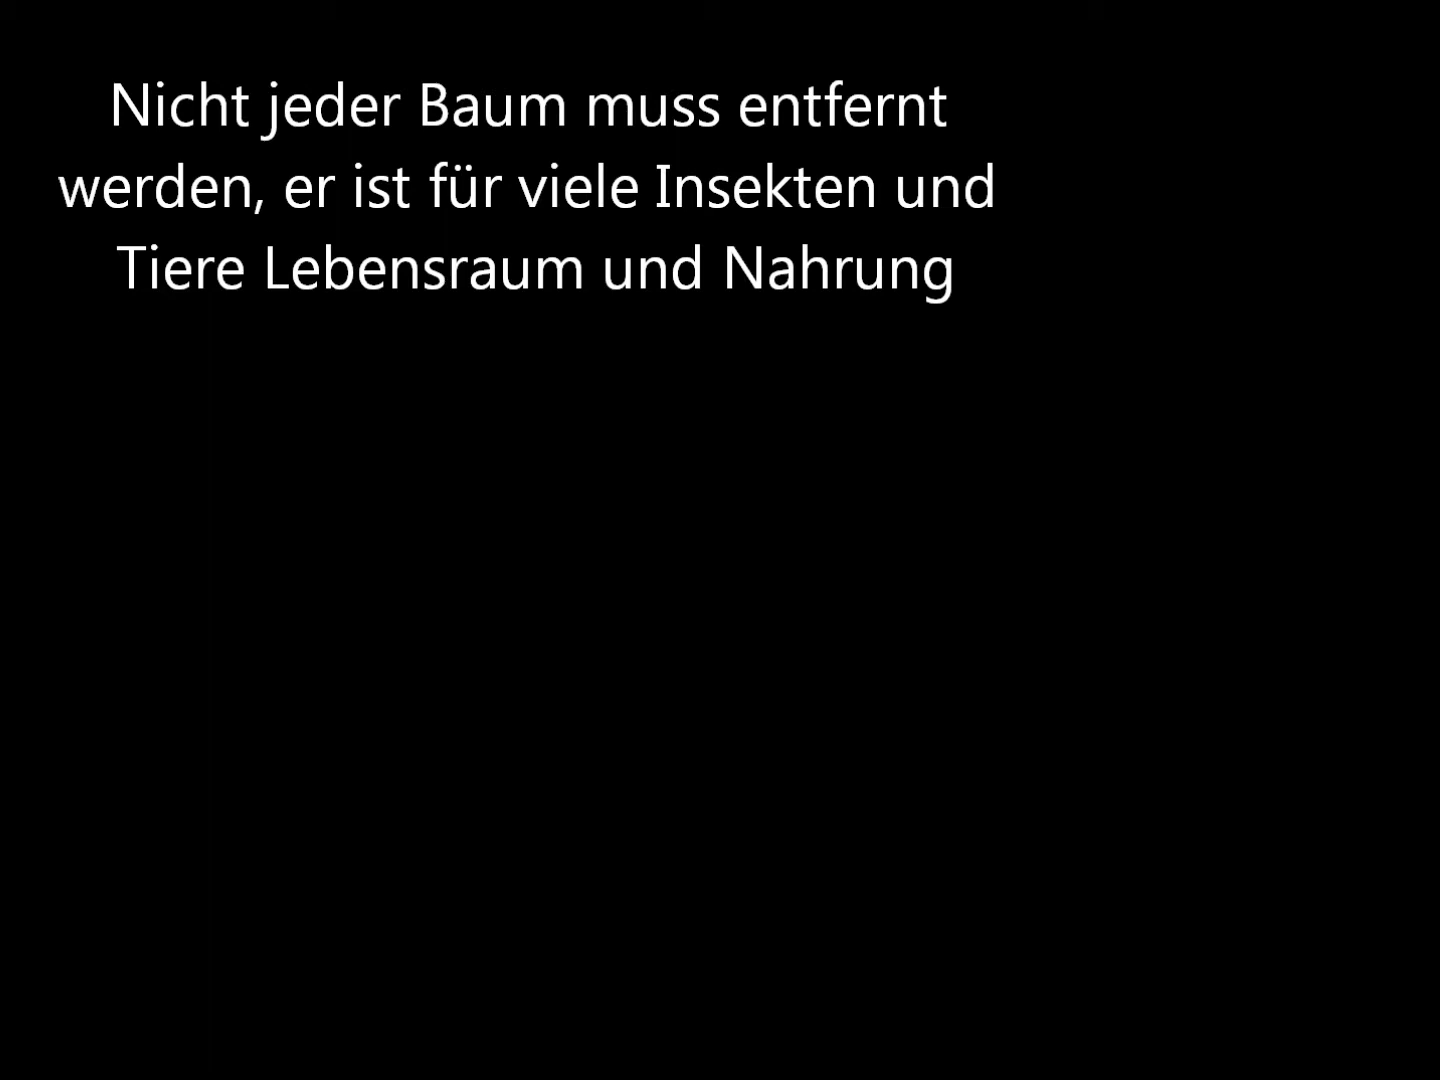 Nicht jeder Baum muss entfernt
werden, er ist für viele Insekten und
Tiere Lebensraum und Nahrung